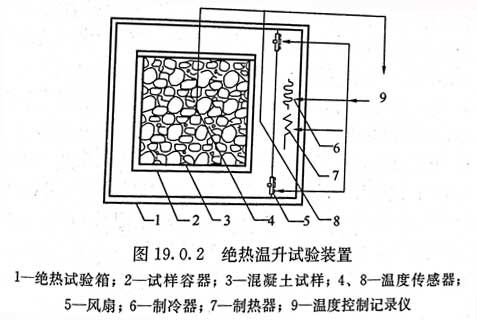 9
6
7
1 2 3 4 5 8
图 19.0.2 绝热温升试验装置
1—绝热试验箱；2—试样容器；3—混凝土试样；4、8—温度传感器；
5—风扇；6—制冷器；7—制热器；9—温度控制记录仪